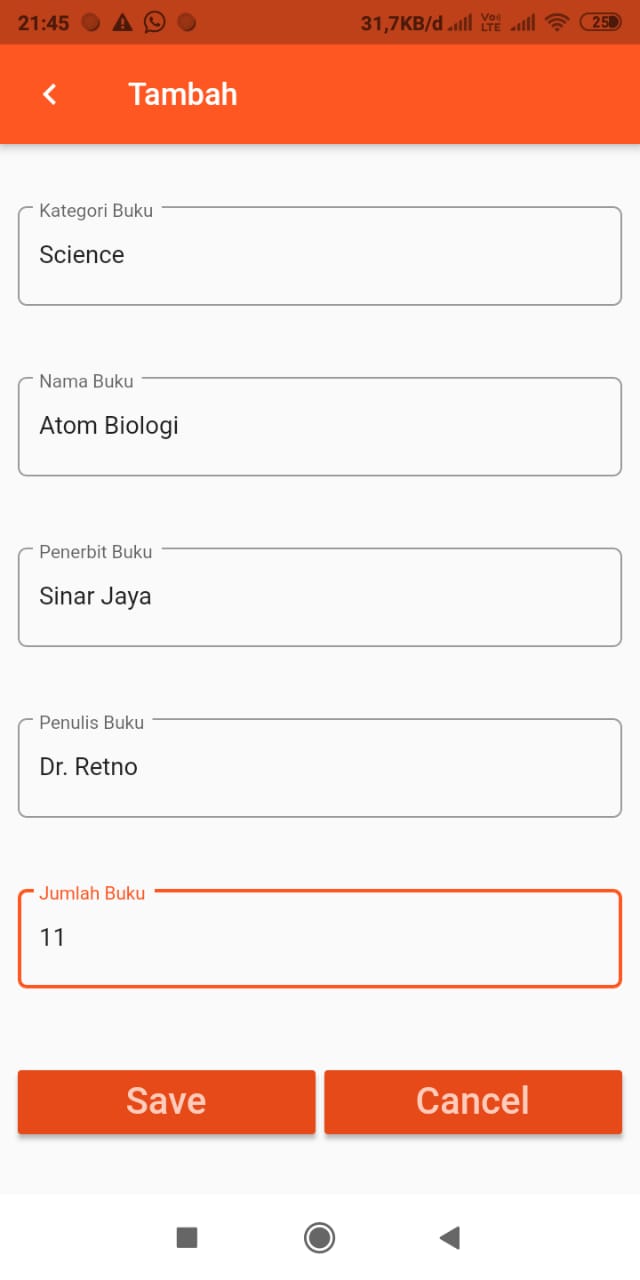 21:45 31,7KB/d Vo LTE 25
Tambah
Kategori Buku
Science
Nama Buku
Atom Biologi
Penerbit Buku
Sinar Jaya
Penulis Buku
Dr. Retno
Jumlah Buku
11
Save Cancel